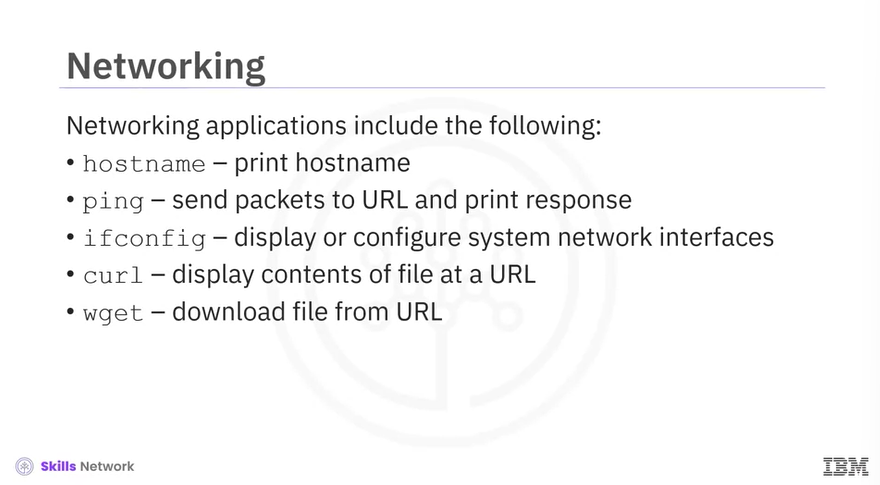 Networking
Networking applications include the following:
• hostname – print hostname
• ping – send packets to URL and print response
• ifconfig – display or configure system network interfaces
• curl – display contents of file at a URL
• wget – download file from URL
Skills Network
IBM